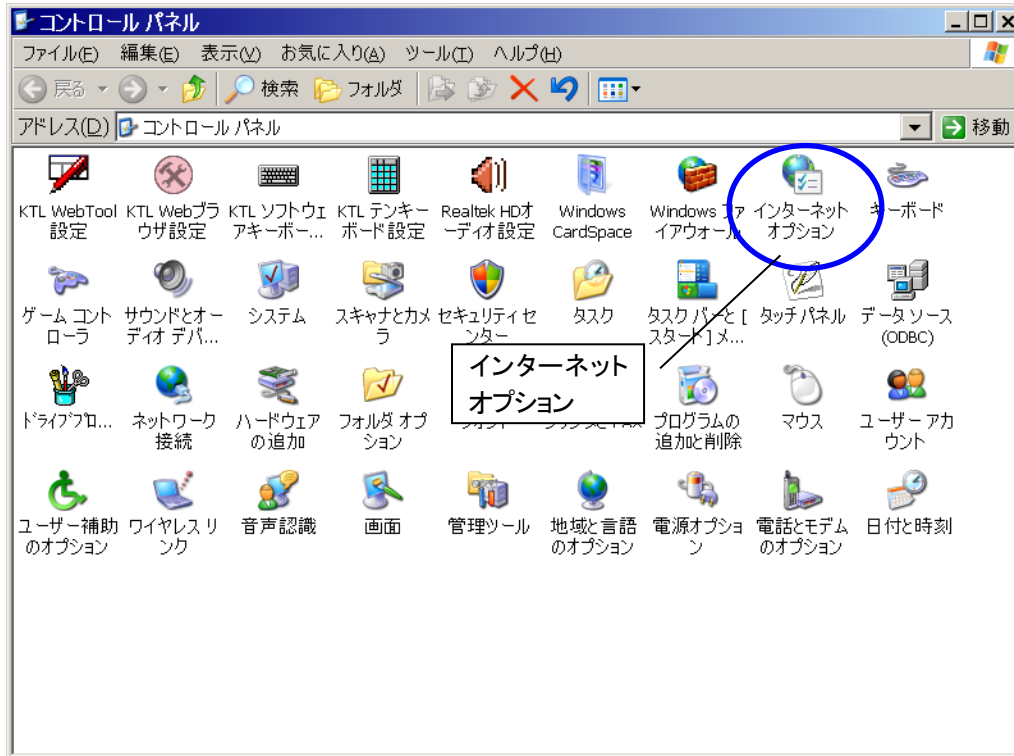 コントロール パネル
ファイル(F) 編集(E) 表示(V) お気に入り(A) ツール(T) ヘルプ(H)
戻る 検索 フォルダ
アドレス(D) コントロール パネル 移動
KTL WebTool
設定
KTL Webブラ
ウザ設定
KTL ソフトウェ
アキーボー...
KTL テンキー
ボード設定
Realtek HDオ
ーディオ設定
Windows
CardSpace
Windows ファ
イアウォール
インターネット
オプション
キーボード
ゲーム コント
ローラ
サウンドとオー
ディオ デバ...
システム
スキャナとカメ
ラ
セキュリティ セ
ンター
タスク
タスク バーと [
スタート] メ...
タッチ パネル
データ ソース
(ODBC)
インターネット
オプション
ドライブプロ...
ネットワーク
接続
ハードウェア
の追加
フォルダ オプ
ション
プログラムの
追加と削除
マウス
ユーザー アカ
ウント
ユーザー補助
のオプション
ワイヤレス リ
ンク
音声認識
画面
管理ツール
地域と言語
のオプション
電源オプショ
ン
電話とモデム
のオプション
日付と時刻